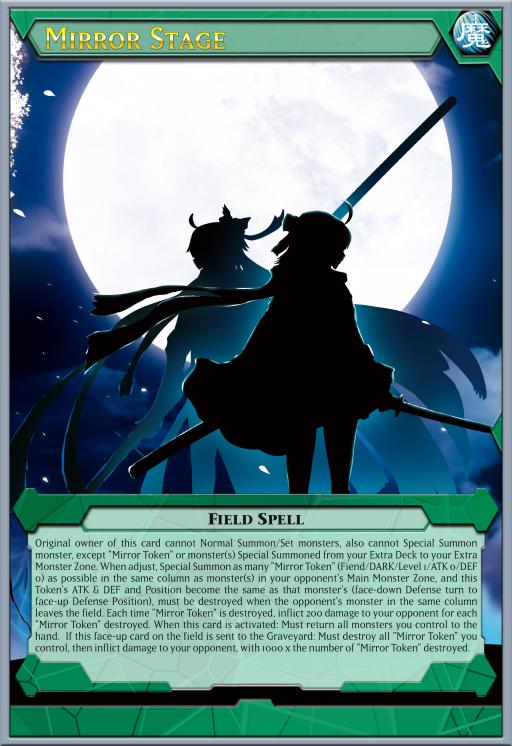 Mirror Stage
魔
Field Spell
Original owner of this card cannot Normal Summon/Set monsters, also cannot Special Summon
monster, except "Mirror Token" or monster(s) Special Summoned from your Extra Deck to your Extra
Monster Zone. When adjust, Special Summon as many "Mirror Token" (Fiend/DARK/Level 1/ATK 0/DEF
0) as possible in the same column as monster(s) in your opponent's Main Monster Zone, and this
Token's ATK & DEF and Position become the same as that monster's (face-down Defense turn to
face-up Defense Position), must be destroyed when the opponent's monster in the same column
leaves the field. Each time "Mirror Token" is destroyed, inflict 200 damage to your opponent for each
"Mirror Token" destroyed. When this card is activated: Must return all monsters you control to the
hand. If this face-up card on the field is sent to the Graveyard: Must destroy all "Mirror Token" you
control, then inflict damage to your opponent, with 1000 x the number of "Mirror Token" destroyed.